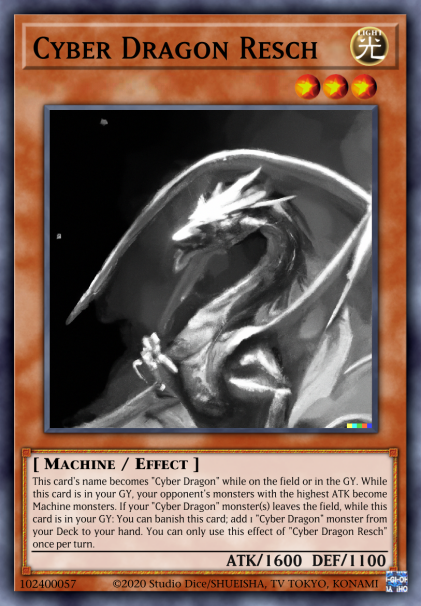 CYBER DRAGON RESCH
LIGHT
光
[ MACHINE / EFFECT ]
This card's name becomes "Cyber Dragon" while on the field or in the GY. While
this card is in your GY, your opponent's monsters with the highest ATK become
Machine monsters. If your "Cyber Dragon" monster(s) leaves the field, while this
card is in your GY: You can banish this card; add 1 "Cyber Dragon" monster from
your Deck to your hand. You can only use this effect of "Cyber Dragon Resch"
once per turn.
ATK/1600 DEF/1100
102400057 ©2020 Studio Dice/SHUEISHA, TV TOKYO, KONAMI